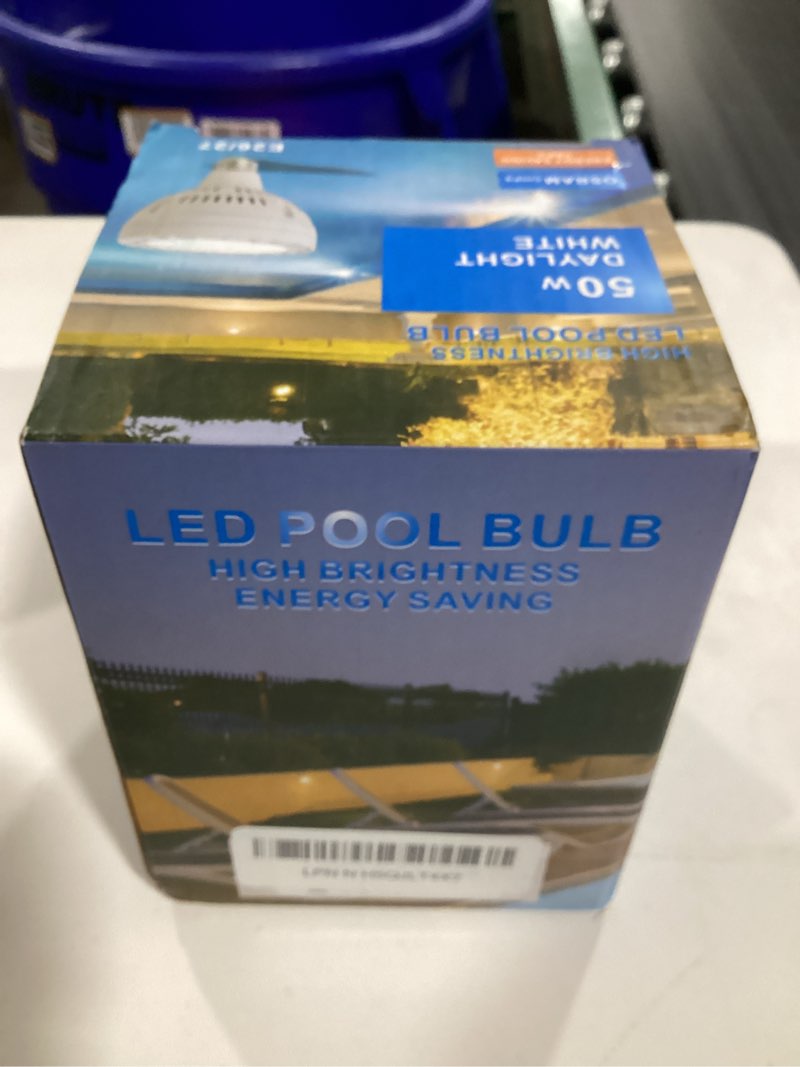 E26/27
OSRAM
50W
DAYLIGHT
WHITE
HIGH BRIGHTNESS
LED POOL BULB
LED POOL BULB
HIGH BRIGHTNESS
ENERGY SAVING